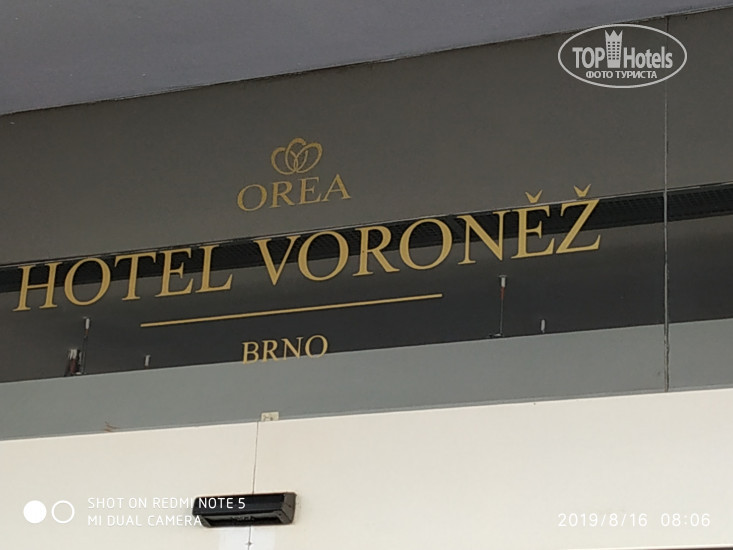 TOP Hotels
ФОТО ТУРИСТА
OREA
HOTEL VORONĚŽ
BRNO
SHOT ON REDMI NOTE 5
MI DUAL CAMERA
2019/8/16 08:06